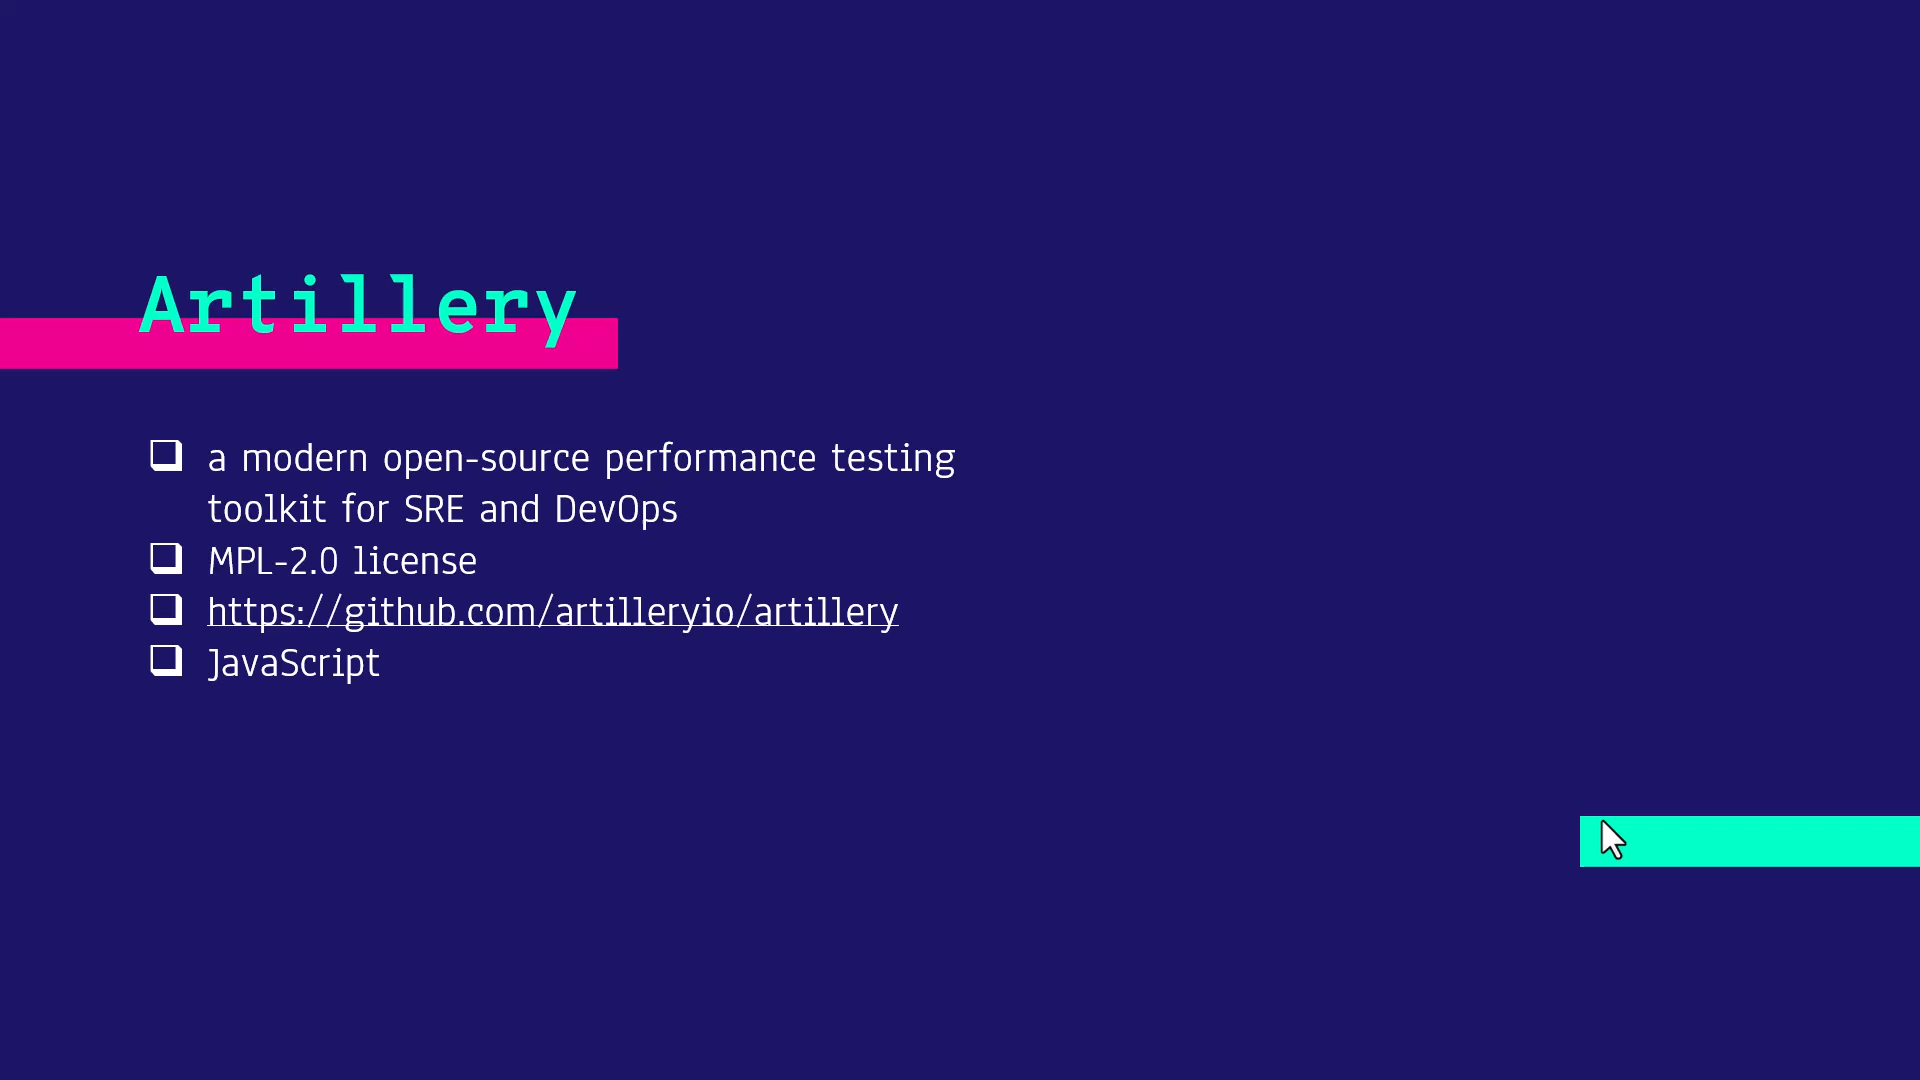 Artillery
❑ a modern open-source performance testing
toolkit for SRE and DevOps
❑ MPL-2.0 license
❑ https://github.com/artilleryio/artillery
❑ JavaScript